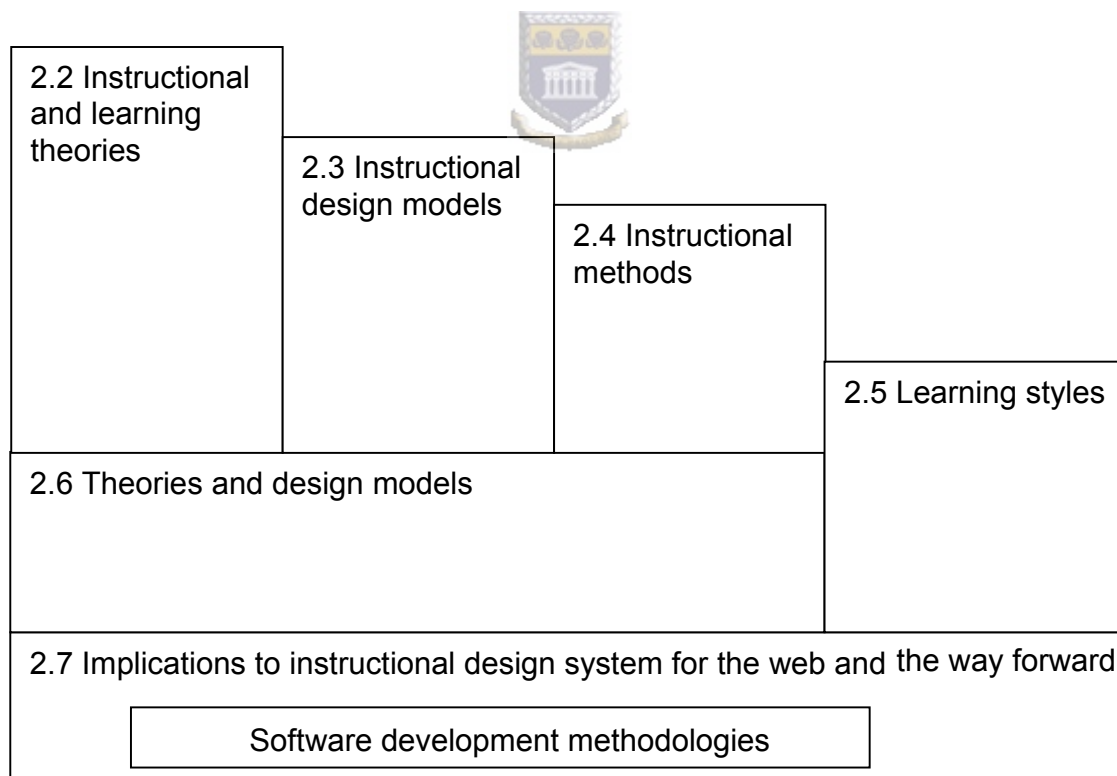 2.2 Instructional
and learning
theories
2.3 Instructional
design models
2.4 Instructional
methods
2.5 Learning styles
2.6 Theories and design models
2.7 Implications to instructional design system for the web and the way forward
Software development methodologies